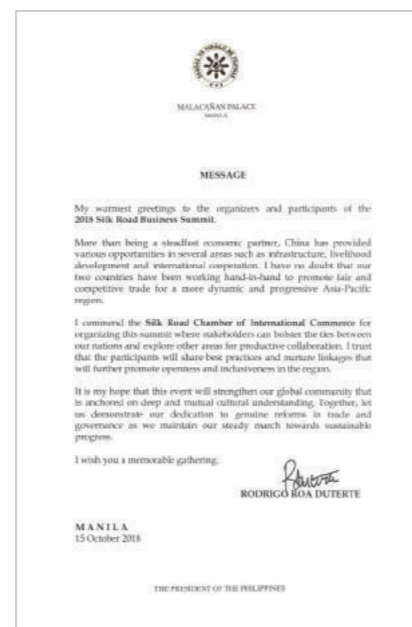 MALACAÑAN PALACE
MANILA
MESSAGE
My warmest greetings to the organizers and participants of the
2018 Silk Road Business Summit.
More than being a steadfast economic partner, China has provided
various opportunities in several areas such as infrastructure, livelihood
development and international cooperation. I have no doubt that our
two countries have been working hand-in-hand to promote fair and
competitive trade for a more dynamic and progressive Asia-Pacific
region.
I commend the Silk Road Chamber of International Commerce for
organizing this summit where stakeholders can bolster the ties between
our nations and explore other areas for productive collaboration. I trust
that the participants will share best practices and nurture linkages that
will further promote openness and inclusiveness in the region.
It is my hope that this event will strengthen our global community that
is anchored on deep and mutual cultural understanding. Together, let
us demonstrate our dedication to genuine reforms in trade and
governance as we maintain our steady march towards sustainable
progress.
I wish you a memorable gathering.
RODRIGO ROA DUTERTE
MANILA
15 October 2018
THE PRESIDENT OF THE PHILIPPINES